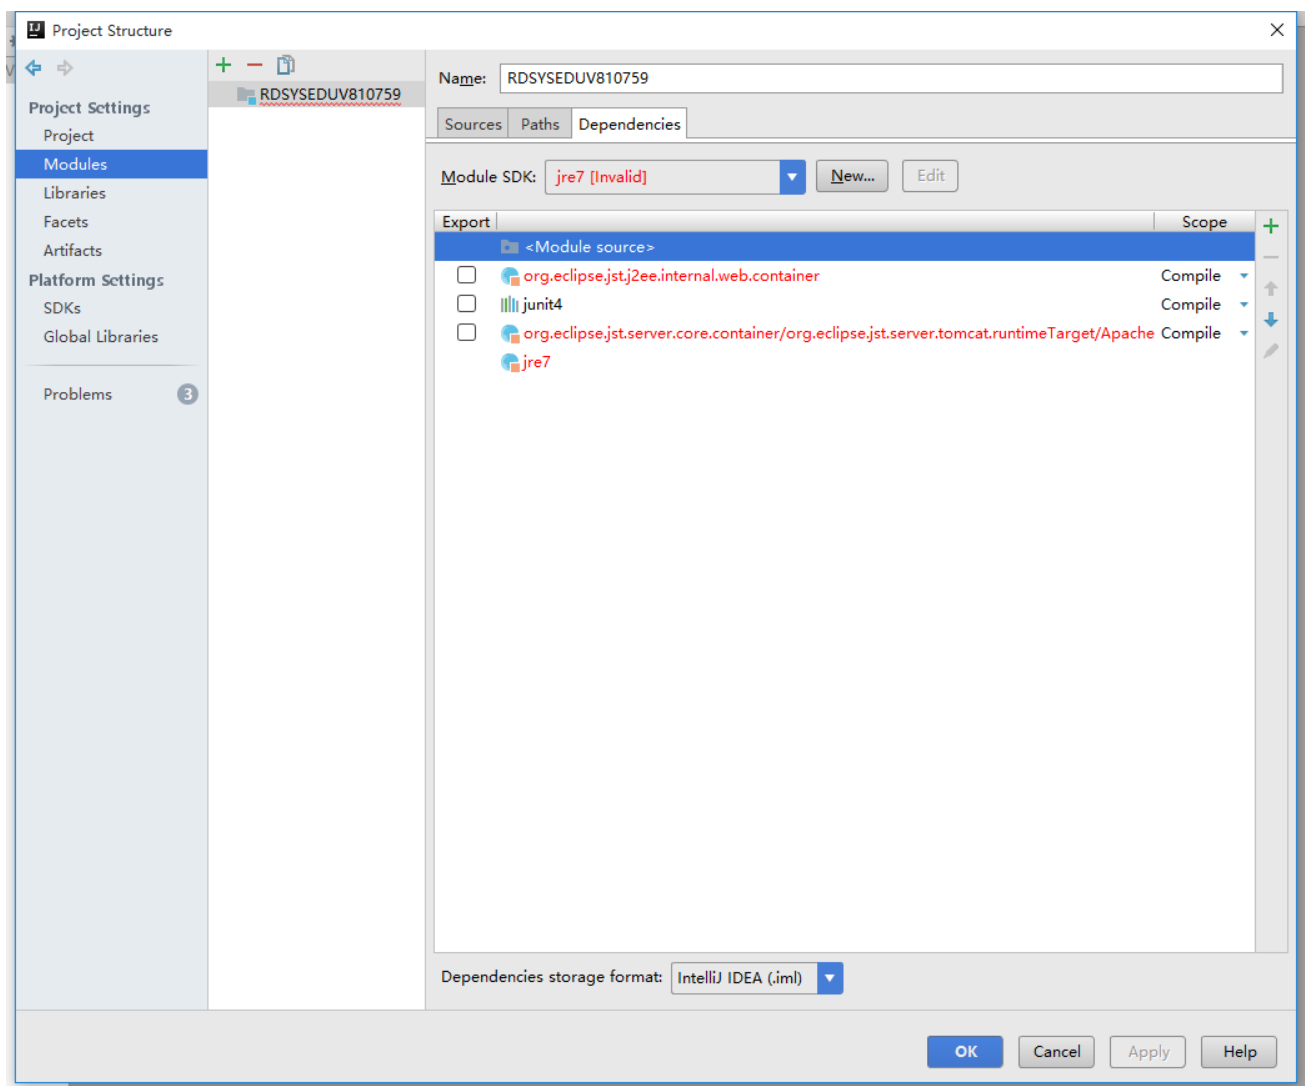 Project Structure
Project Settings
Project
Modules
Libraries
Facets
Artifacts
Platform Settings
SDKs
Global Libraries
Problems 3
RDSYSEDUV810759
Name: RDSYSEDUV810759
Sources Paths Dependencies
Module SDK: jre7 [Invalid] New... Edit
Export Scope
<Module source>
org.eclipse.jst.j2ee.internal.web.container Compile
junit4 Compile
org.eclipse.jst.server.core.container/org.eclipse.jst.server.tomcat.runtimeTarget/Apache Compile
jre7
Dependencies storage format: IntelliJ IDEA (.iml)
OK Cancel Apply Help